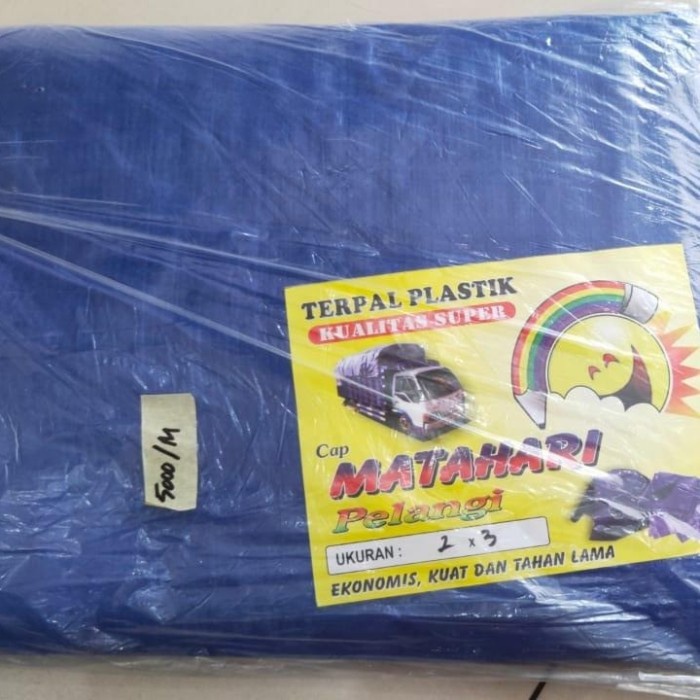 TERPAL PLASTIK
KUALITAS SUPER
Cap
MATAHARI
Pelangi
UKURAN : 2 x 3
EKONOMIS, KUAT DAN TAHAN LAMA
5000/M